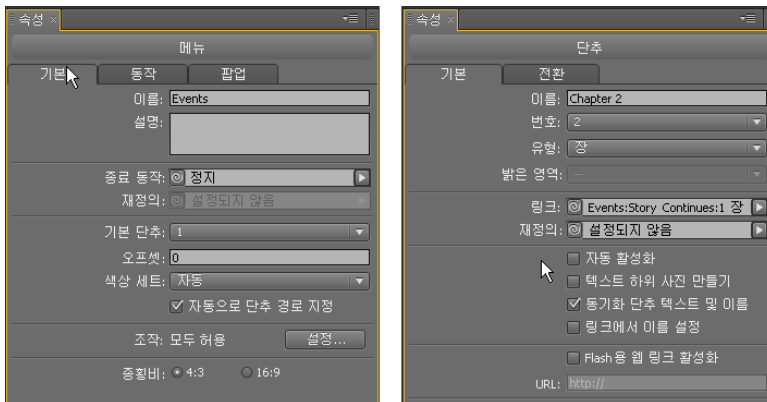 속성
메뉴
기본 동작 팝업
이름: Events
설명:
종료 동작: 정지
재정의: 설정되지 않음
기본 단추: 1
오프셋: 0
색상 세트: 자동
자동으로 단추 경로 지정
조작: 모두 허용 설정...
종횡비: 4:3 16:9
속성
단추
기본 전환
이름: Chapter 2
번호: 2
유형: 장
밝은 영역: –
링크: Events:Story Continues:1 장
재정의: 설정되지 않음
자동 활성화
텍스트 하위 사진 만들기
동기화 단추 텍스트 및 이름
링크에서 이름 설정
Flash용 웹 링크 활성화
URL: http://